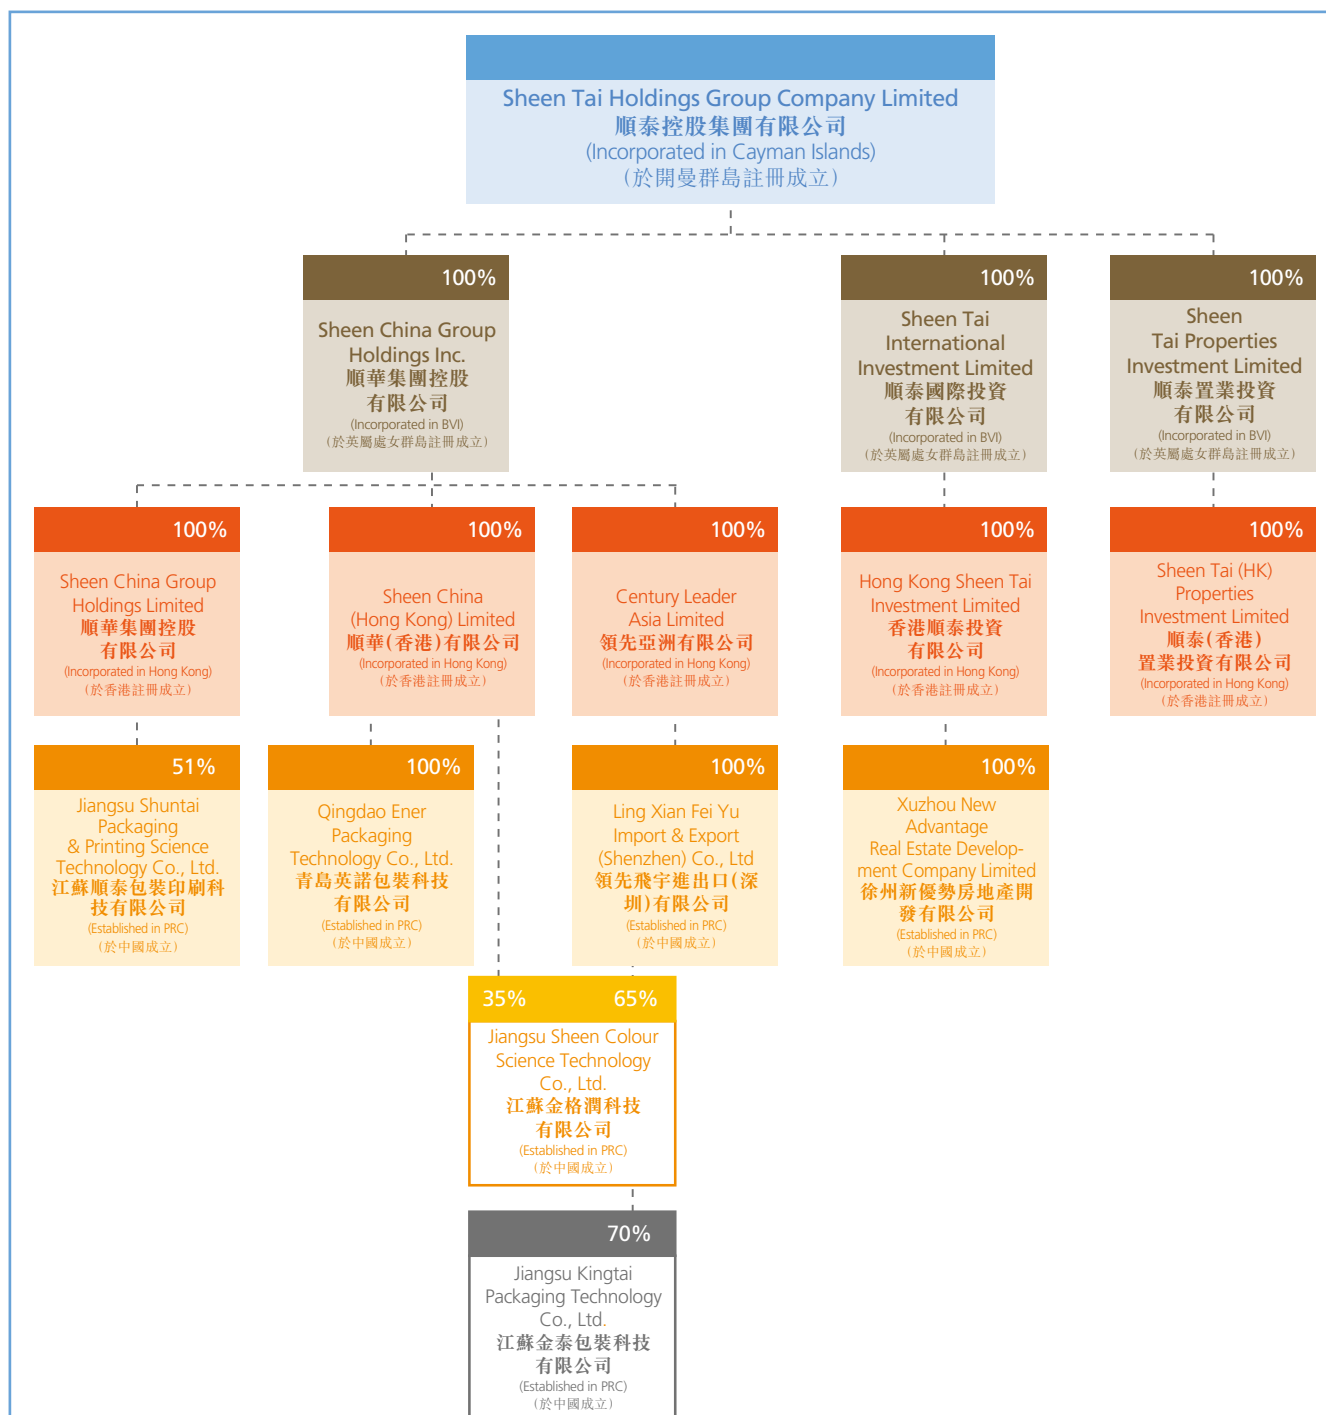 Sheen Tai Holdings Group Company Limited
順泰控股集團有限公司
(Incorporated in Cayman Islands)
(於開曼群島註冊成立)
100%
Sheen China Group
Holdings Inc.
順華集團控股
有限公司
(Incorporated in BVI)
(於英屬處女群島註冊成立)
100%
Sheen Tai
International
Investment Limited
順泰國際投資
有限公司
(Incorporated in BVI)
(於英屬處女群島註冊成立)
100%
Sheen
Tai Properties
Investment Limited
順泰置業投資
有限公司
(Incorporated in BVI)
(於英屬處女群島註冊成立)
100%
Sheen China Group
Holdings Limited
順華集團控股
有限公司
(Incorporated in Hong Kong)
(於香港註冊成立)
100%
Sheen China
(Hong Kong) Limited
順華(香港)有限公司
(Incorporated in Hong Kong)
(於香港註冊成立)
100%
Century Leader
Asia Limited
領先亞洲有限公司
(Incorporated in Hong Kong)
(於香港註冊成立)
100%
Hong Kong Sheen Tai
Investment Limited
香港順泰投資
有限公司
(Incorporated in Hong Kong)
(於香港註冊成立)
100%
Sheen Tai (HK)
Properties
Investment Limited
順泰(香港)
置業投資有限公司
(Incorporated in Hong Kong)
(於香港註冊成立)
51%
Jiangsu Shuntai
Packaging
& Printing Science
Technology Co., Ltd.
江蘇順泰包裝印刷科
技有限公司
(Established in PRC)
(於中國成立)
100%
Qingdao Ener
Packaging
Technology Co., Ltd.
青島英諾包裝科技
有限公司
(Established in PRC)
(於中國成立)
100%
Ling Xian Fei Yu
Import & Export
(Shenzhen) Co., Ltd
領先飛宇進出口(深
圳)有限公司
(Established in PRC)
(於中國成立)
100%
Xuzhou New
Advantage
Real Estate Develop-
ment Company Limited
徐州新優勢房地產開
發有限公司
(Established in PRC)
(於中國成立)
35% 65%
Jiangsu Sheen Colour
Science Technology
Co., Ltd.
江蘇金格潤科技
有限公司
(Established in PRC)
(於中國成立)
70%
Jiangsu Kingtai
Packaging Technology
Co., Ltd.
江蘇金泰包裝科技
有限公司
(Established in PRC)
(於中國成立)